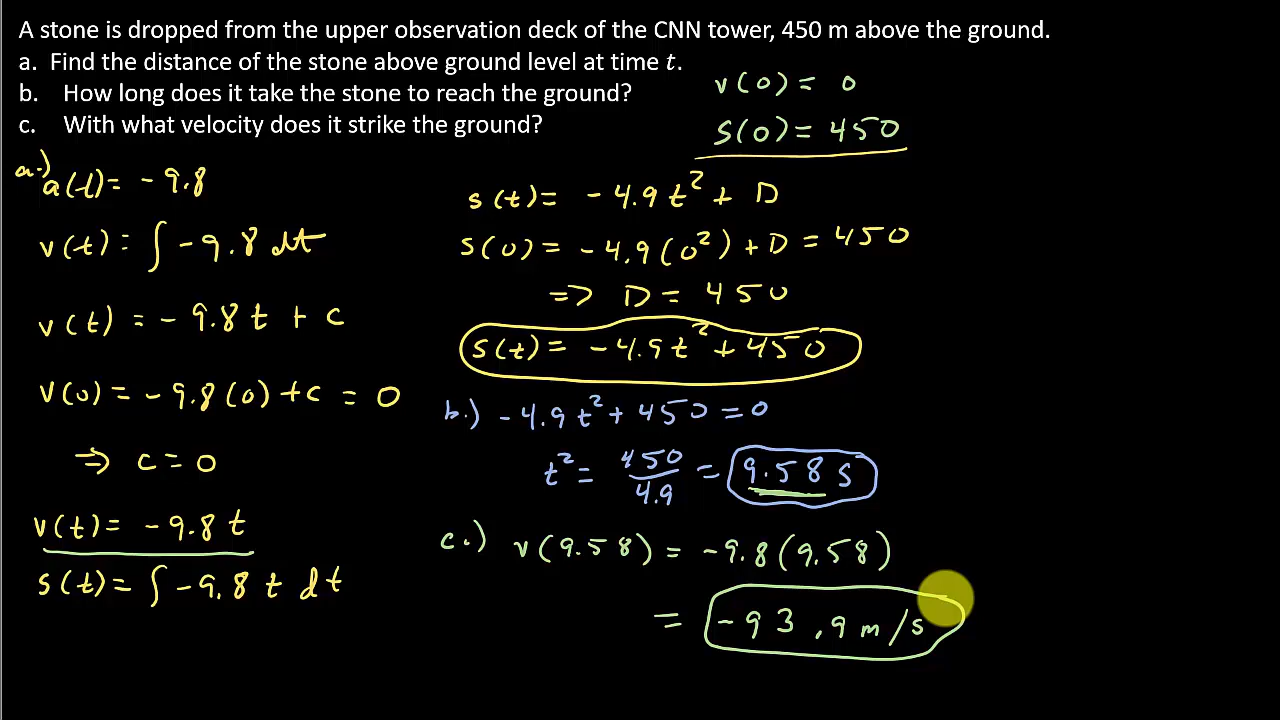 A stone is dropped from the upper observation deck of the CNN tower, 450 m above the ground.
a. Find the distance of the stone above ground level at time t.
b. How long does it take the stone to reach the ground?
c. With what velocity does it strike the ground?
v(0) = 0
s(0) = 450
a.) a(t) = -9.8
v(t) = ∫ -9.8 dt
v(t) = -9.8t + c
v(0) = -9.8(0) + c = 0
⇒ c = 0
v(t) = -9.8t
s(t) = ∫ -9.8 t dt
s(t) = -4.9t² + D
s(0) = -4.9(0²) + D = 450
⇒ D = 450
s(t) = -4.9t² + 450
b.) -4.9t² + 450 = 0
t² = 450/4.9 = 9.58 s
c.) v(9.58) = -9.8(9.58)
= -93.9 m/s